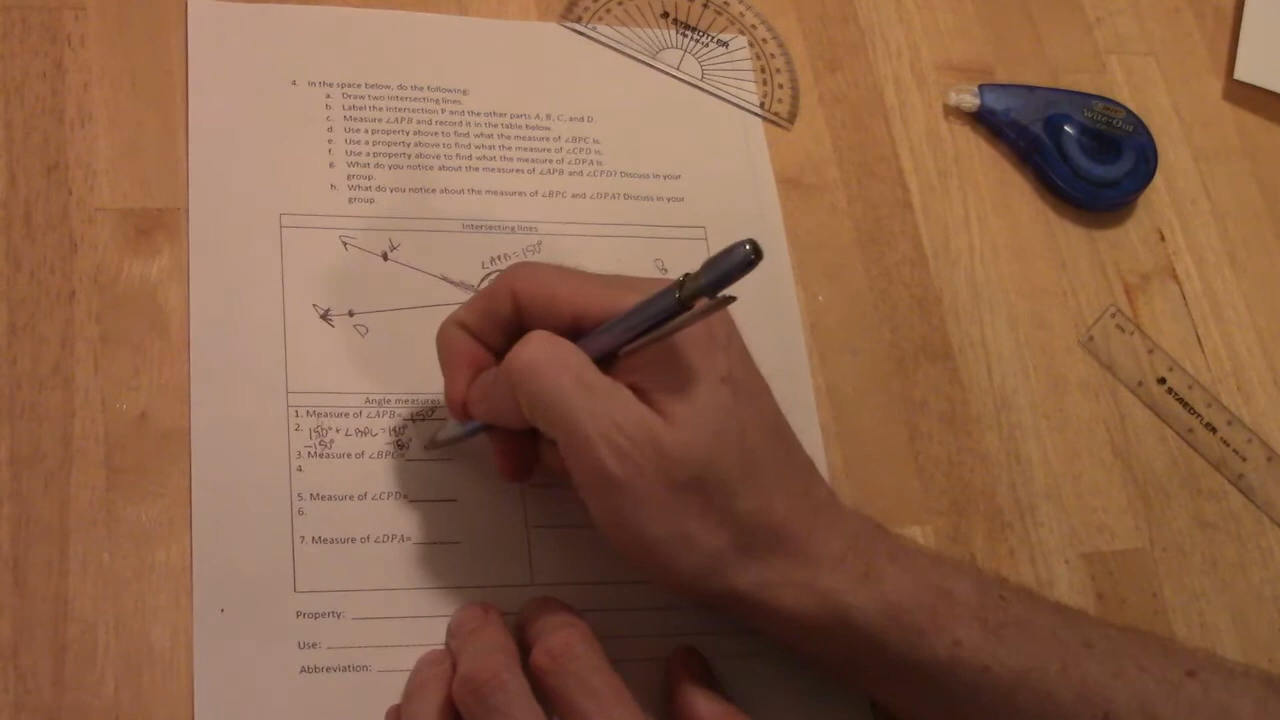 4. In the space below, do the following:
a. Draw two intersecting lines.
b. Label the intersection P and the other parts A, B, C, and D.
c. Measure ∠APB and record it in the table below.
d. Use a property above to find what the measure of ∠BPC is.
e. Use a property above to find what the measure of ∠CPD is.
f. Use a property above to find what the measure of ∠DPA is.
g. What do you notice about the measures of ∠APB and ∠CPD? Discuss in your
group.
h. What do you notice about the measures of ∠BPC and ∠DPA? Discuss in your
group.
Intersecting lines
A
∠APB = 150°
B
D
Angle measures
1. Measure of ∠APB= 150°
2. 150° + ∠BPC = 180°
-150° -150°
3. Measure of ∠BPC=
4.
5. Measure of ∠CPD=
6.
7. Measure of ∠DPA=
Property:
Use:
Abbreviation:
STAEDTLER
BIC
Wite-Out
STAEDTLER